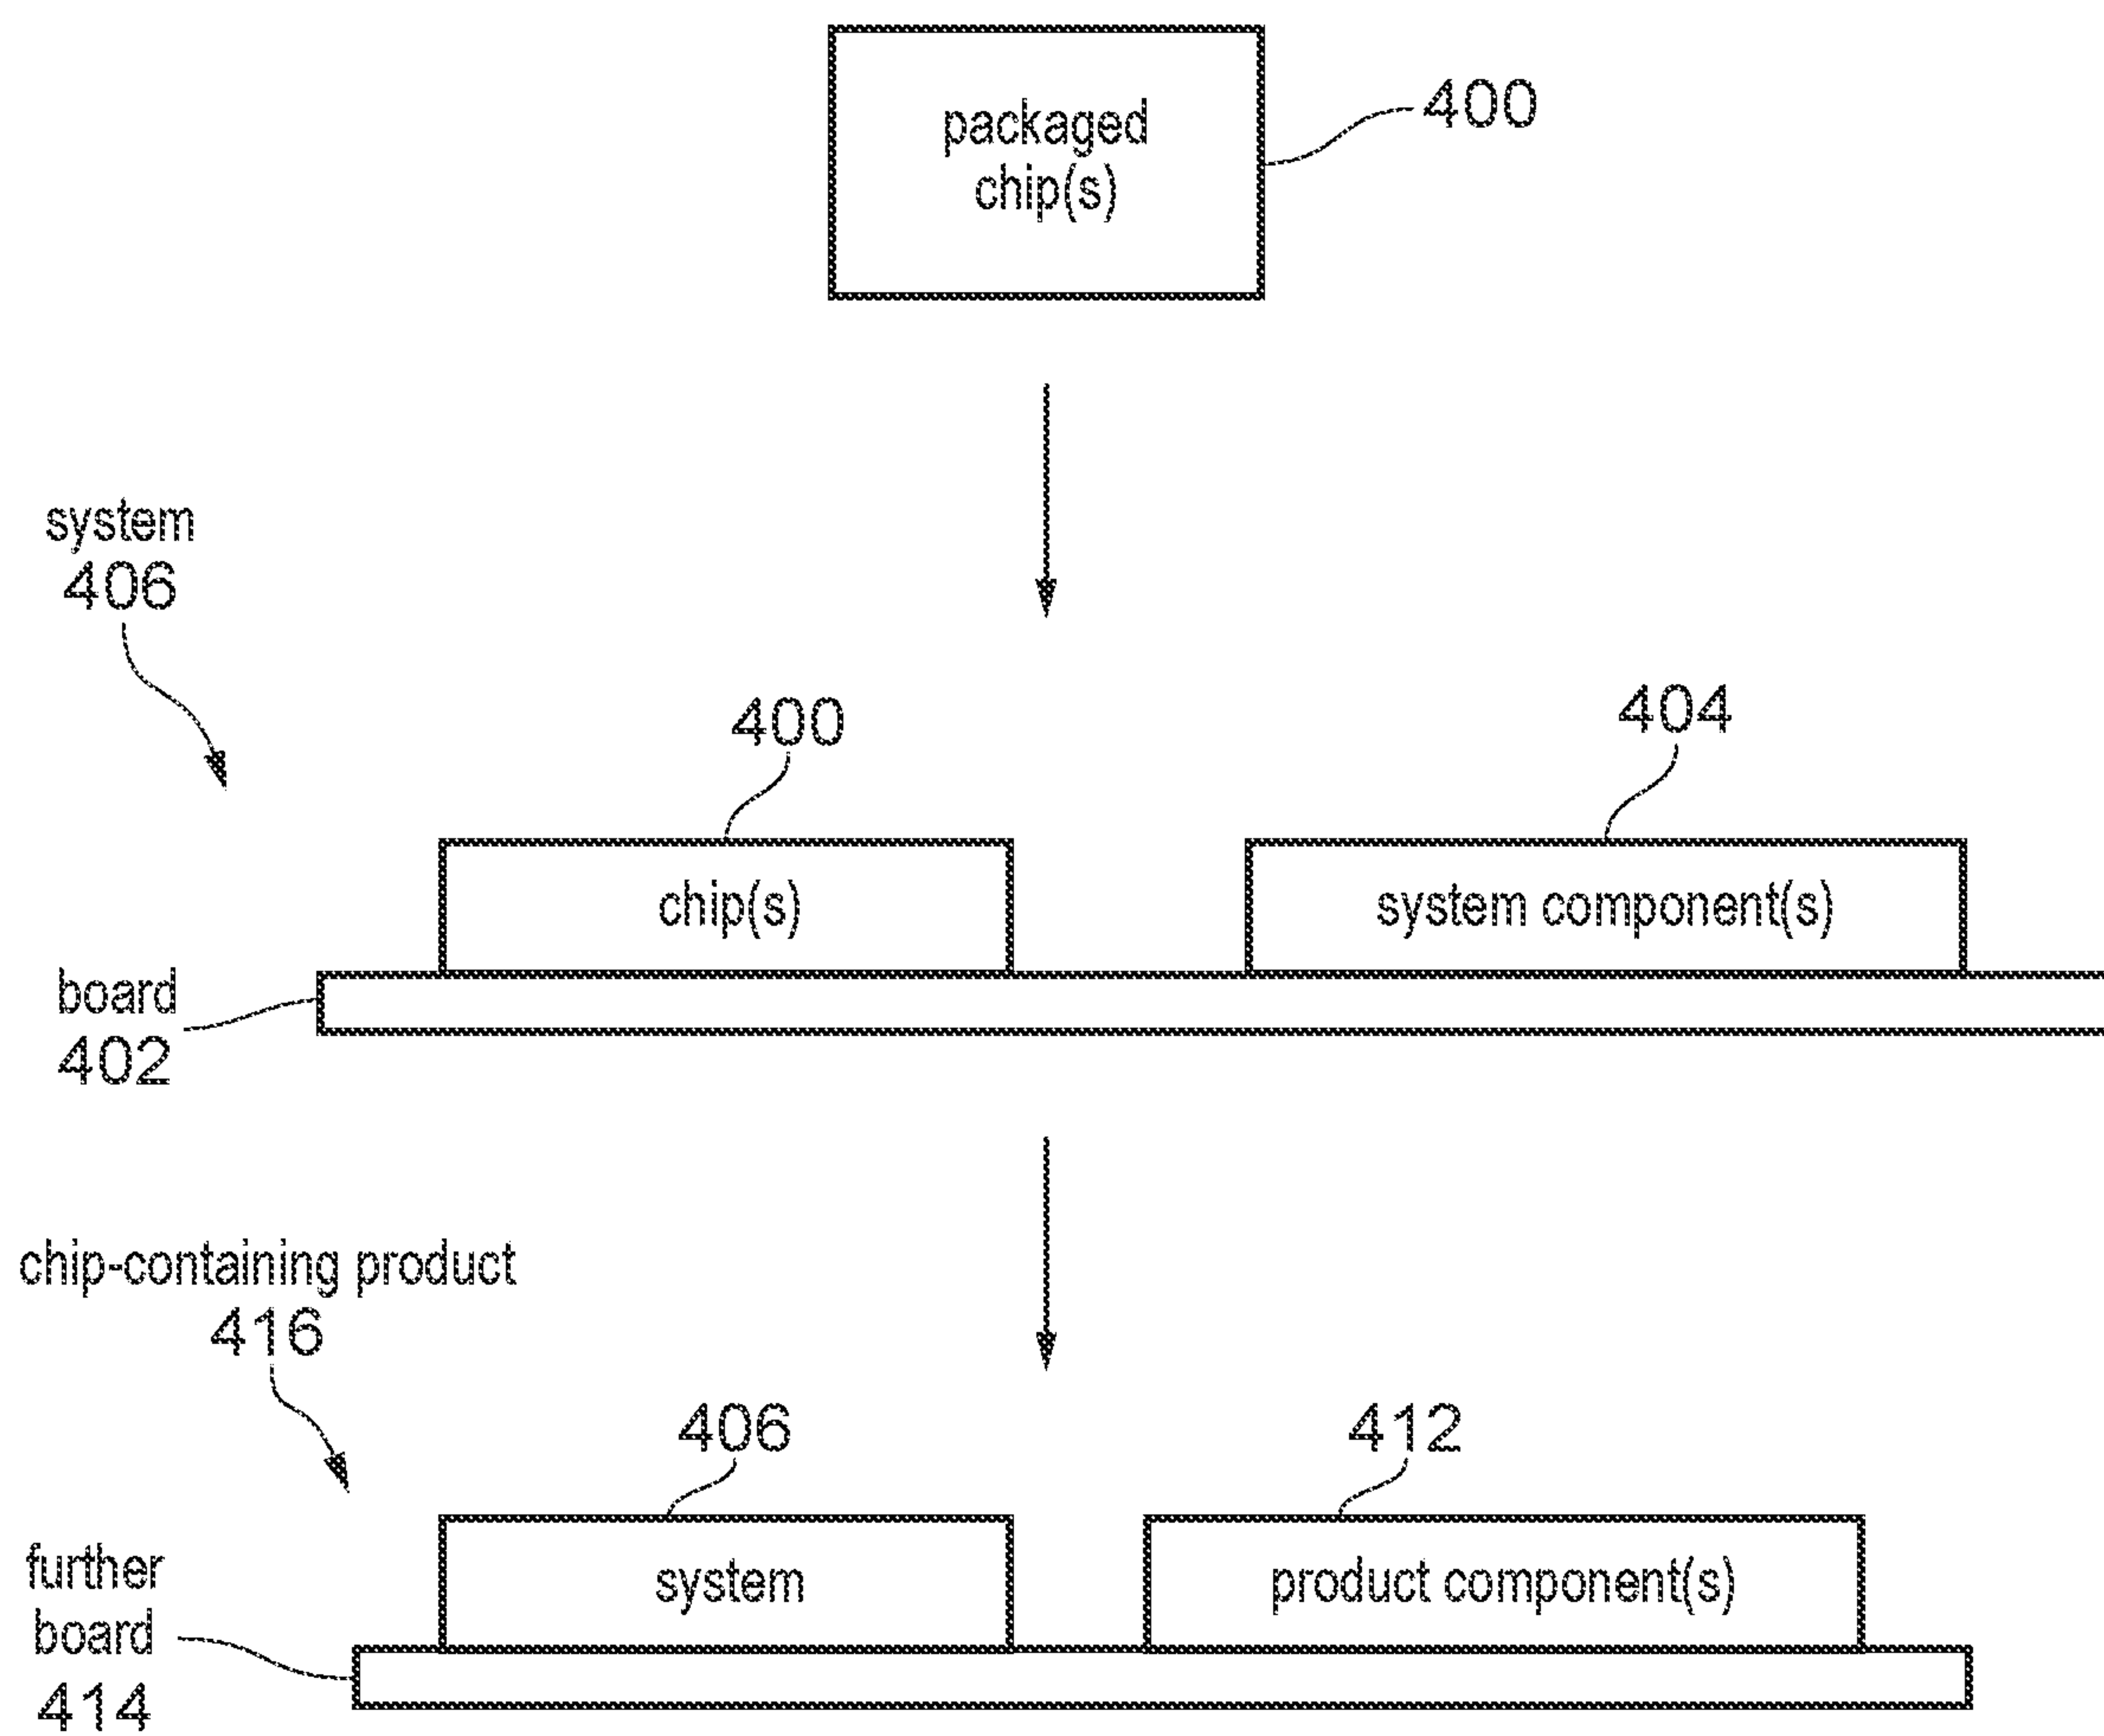 packaged
chip(s)
400
system
406
400
404
chip(s)
system component(s)
board
402
chip-containing product
416
406
412
system
product component(s)
further
board
414